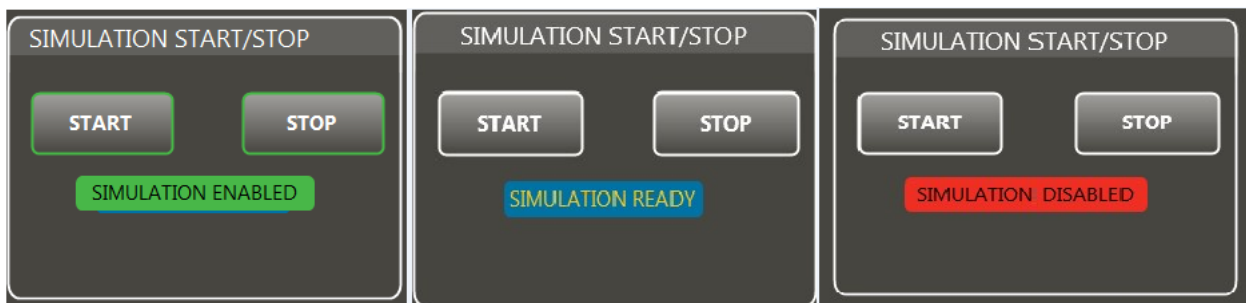 SIMULATION START/STOP
START STOP
SIMULATION ENABLED
SIMULATION START/STOP
START STOP
SIMULATION READY
SIMULATION START/STOP
START STOP
SIMULATION DISABLED